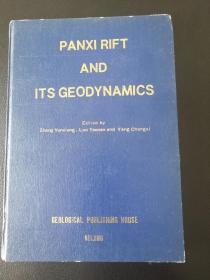 PANXI RIFT
AND
ITS GEODYNAMICS
Edited by
Zhang Yunxiang, Luo Yaonan and Yang Chongxi
GEOLOGICAL PUBLISHING HOUSE
BEIJING